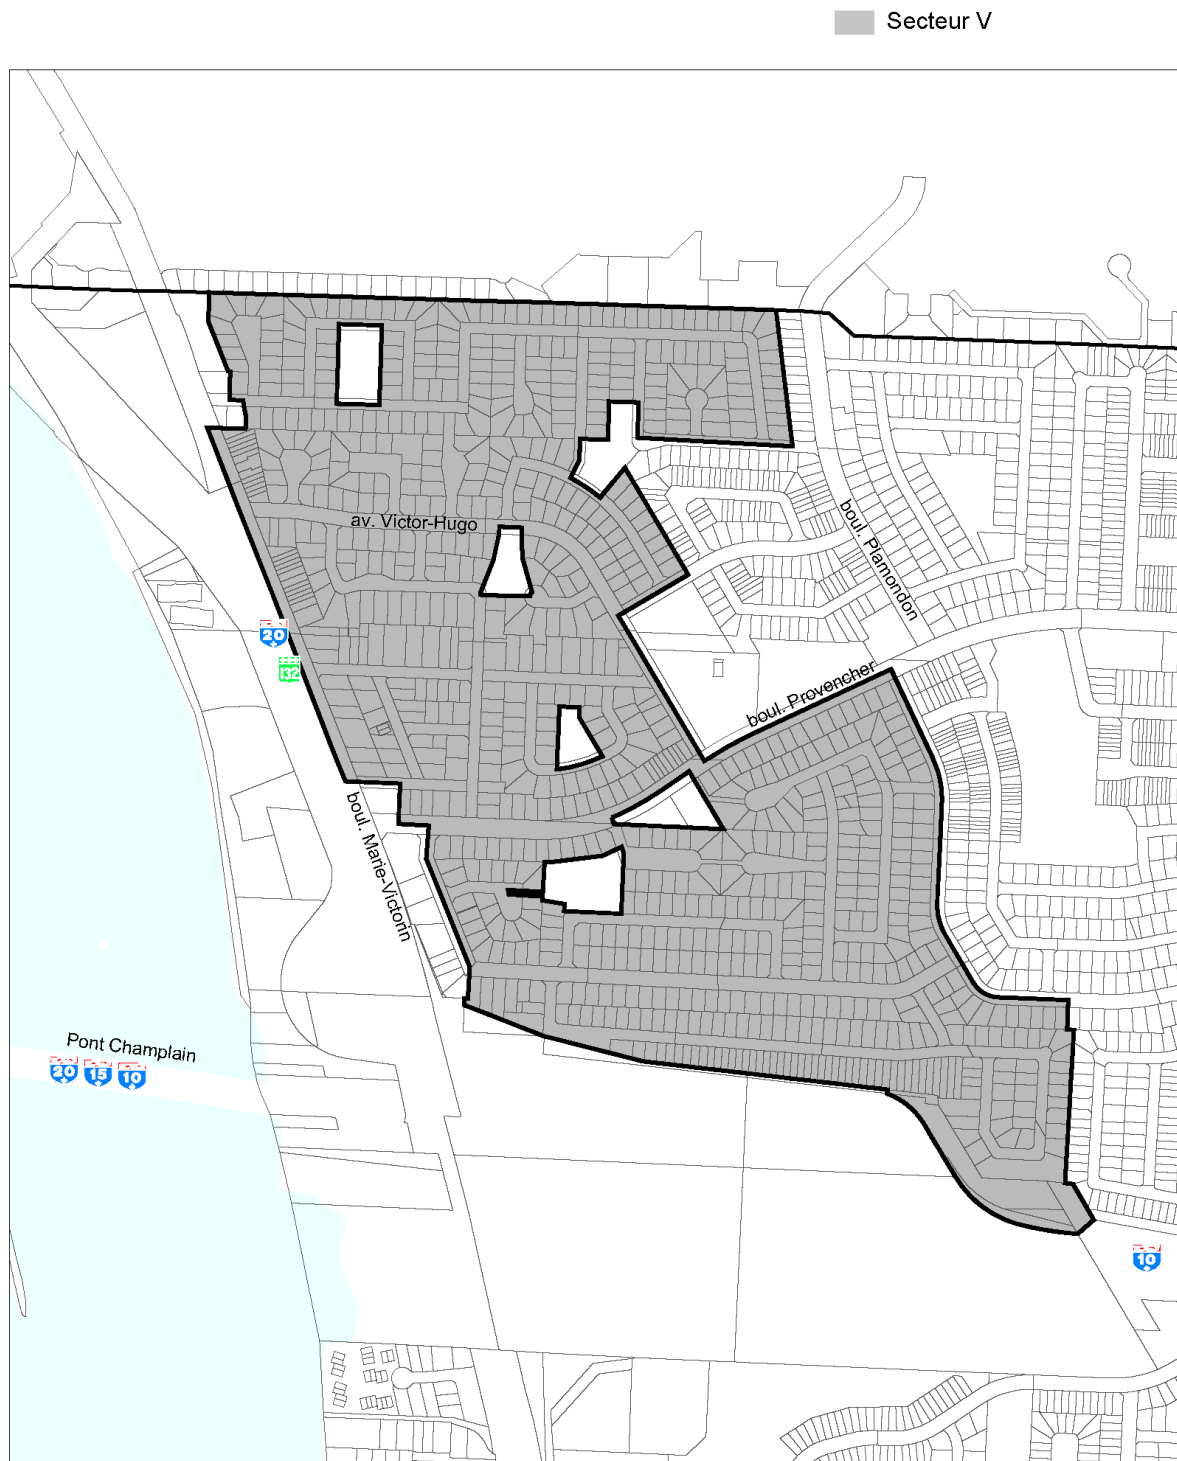 Secteur V
av. Victor-Hugo
boul. Plamondon
20
132
boul. Provencher
boul. Marie-Victorin
Pont Champlain
20 15 10
10